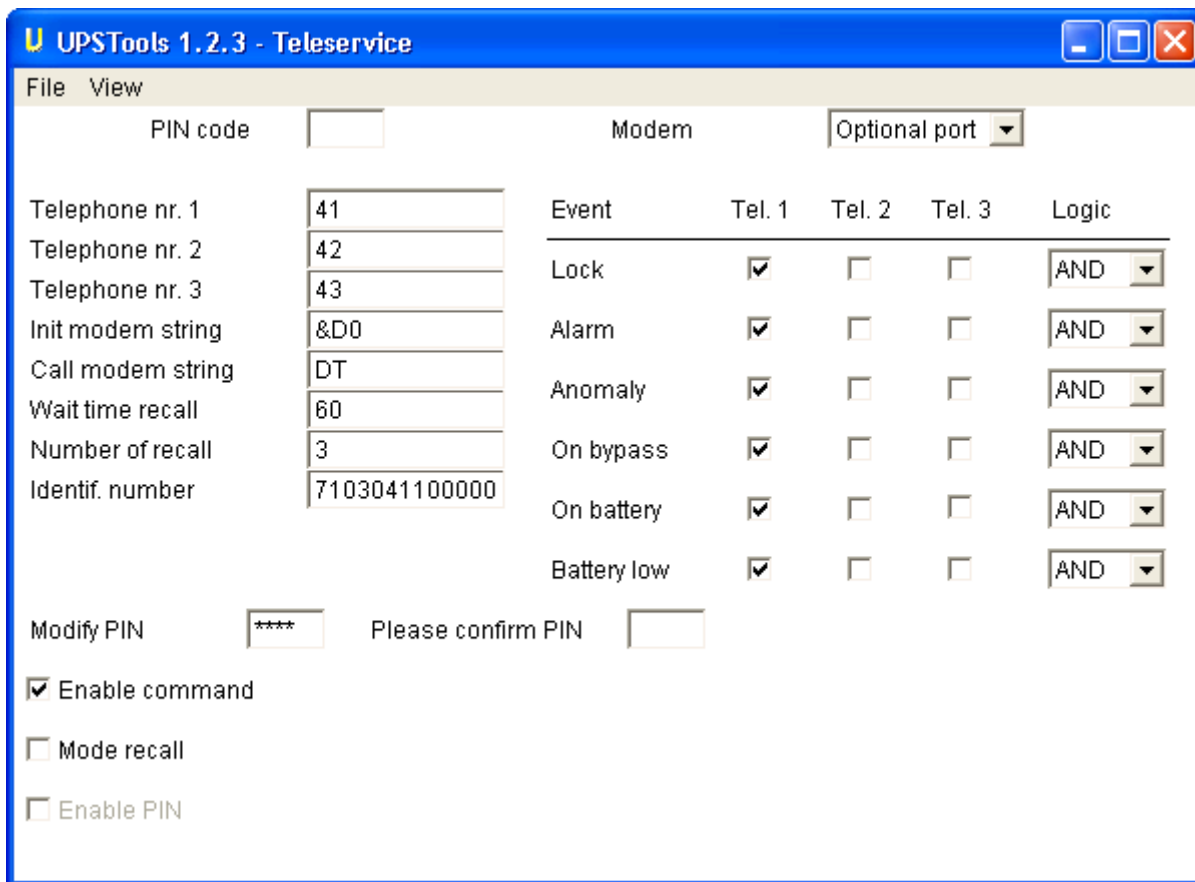 U UPSTools 1.2.3 - Teleservice
File View
PIN code Modem Optional port
Telephone nr. 1 41
Telephone nr. 2 42
Telephone nr. 3 43
Init modem string &D0
Call modem string DT
Wait time recall 60
Number of recall 3
Identif. number 7103041100000
Event Tel. 1 Tel. 2 Tel. 3 Logic
Lock AND
Alarm AND
Anomaly AND
On bypass AND
On battery AND
Battery low AND
Modify PIN **** Please confirm PIN
Enable command
Mode recall
Enable PIN